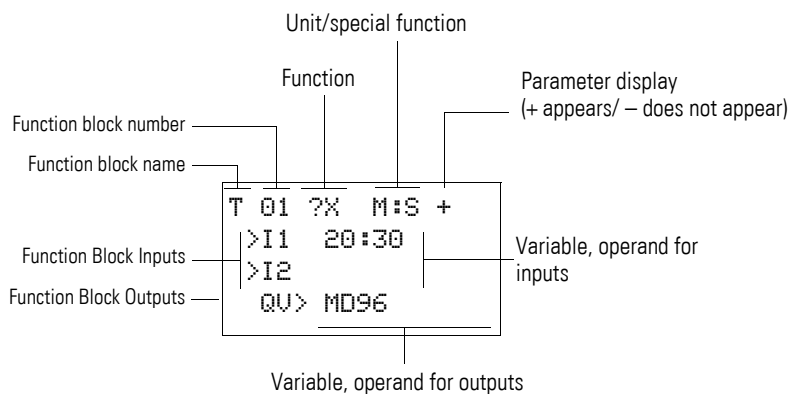 Unit/special function
Function
Parameter display
(+ appears/ – does not appear)
Function block number
Function block name
T 01 ?X M:S +
>I1 20:30
>I2
QV> MD96
Function Block Inputs
Function Block Outputs
Variable, operand for
inputs
Variable, operand for outputs